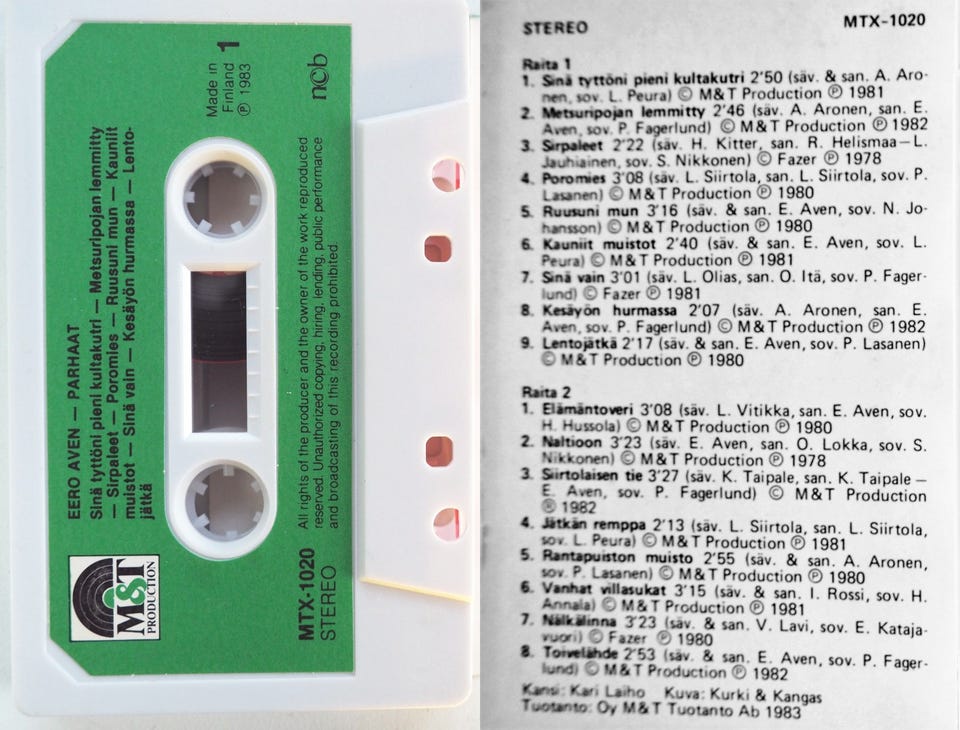 Made in
Finland 1
Ⓟ 1983
ncb
EERO AVEN — PARHAAT
Sinä tyttöni pieni kultakutri — Metsuripojan lemmitty
— Sirpaleet — Poromies — Ruusuni mun — Kauniit
muistot — Sinä vain — Kesäyön hurmassa — Lento-
jätkä
All rights of the producer and the owner of the work reproduced
reserved. Unauthorized copying, hiring, lending, public performance
and broadcasting of this recording prohibited.
M&T
PRODUCTION
MTX-1020
STEREO
STEREO MTX-1020
Raita 1
1. Sinä tyttöni pieni kultakutri 2'50 (säv. & san. A. Aro-
nen, sov. L. Peura) © M&T Production Ⓟ 1981
2. Metsuripojan lemmitty 2'46 (säv. A. Aronen, san. E.
Aven, sov. P. Fagerlund) © M&T Production Ⓟ 1982
3. Sirpaleet 2'22 (säv. H. Kitter, san. R. Helismaa–L.
Jauhiainen, sov. S. Nikkonen) © Fazer Ⓟ 1978
4. Poromies 3'08 (säv. L. Siirtola, san. L. Siirtola, sov. P.
Lasanen) © M&T Production Ⓟ 1980
5. Ruusuni mun 3'16 (säv. & san. E. Aven, sov. N. Jo-
hansson) © M&T Production Ⓟ 1980
6. Kauniit muistot 2'40 (säv. & san. E. Aven, sov. L.
Peura) © M&T Production Ⓟ 1981
7. Sinä vain 3'01 (säv. L. Olias, san. O. Itä, sov. P. Fager-
lund) © Fazer Ⓟ 1981
8. Kesäyön hurmassa 2'07 (säv. A. Aronen, san. E.
Aven, sov. P. Fagerlund) © M&T Production Ⓟ 1982
9. Lentojätkä 2'17 (säv. & san. E. Aven, sov. P. Lasanen)
© M&T Production Ⓟ 1980
Raita 2
1. Elämäntoveri 3'08 (säv. L. Vitikka, san. E. Aven, sov.
H. Hussola) © M&T Production Ⓟ 1980
2. Naltioon 3'23 (säv. E. Aven, san. O. Lokka, sov. S.
Nikkonen) © M&T Production Ⓟ 1978
3. Siirtolaisen tie 3'27 (säv. K. Taipale, san. K. Taipale –
E. Aven, sov. P. Fagerlund) © M&T Production
Ⓟ 1982
4. Jätkän remppa 2'13 (säv. L. Siirtola, san. L. Siirtola,
sov. L. Peura) © M&T Production Ⓟ 1981
5. Rantapuiston muisto 2'55 (säv. & san. A. Aronen,
sov. P. Lasanen) © M&T Production Ⓟ 1980
6. Vanhat villasukat 3'15 (säv. & san. I. Rossi, sov. H.
Annala) © M&T Production Ⓟ 1981
7. Nälkälinna 3'23 (säv. & san. V. Lavi, sov. E. Kataja-
vuori) © Fazer Ⓟ 1980
8. Toivelähde 2'53 (säv. & san. E. Aven, sov. P. Fager-
lund) © M&T Production Ⓟ 1982
Kansi: Kari Laiho Kuva: Kurki & Kangas
Tuotanto: Oy M&T Tuotanto Ab 1983